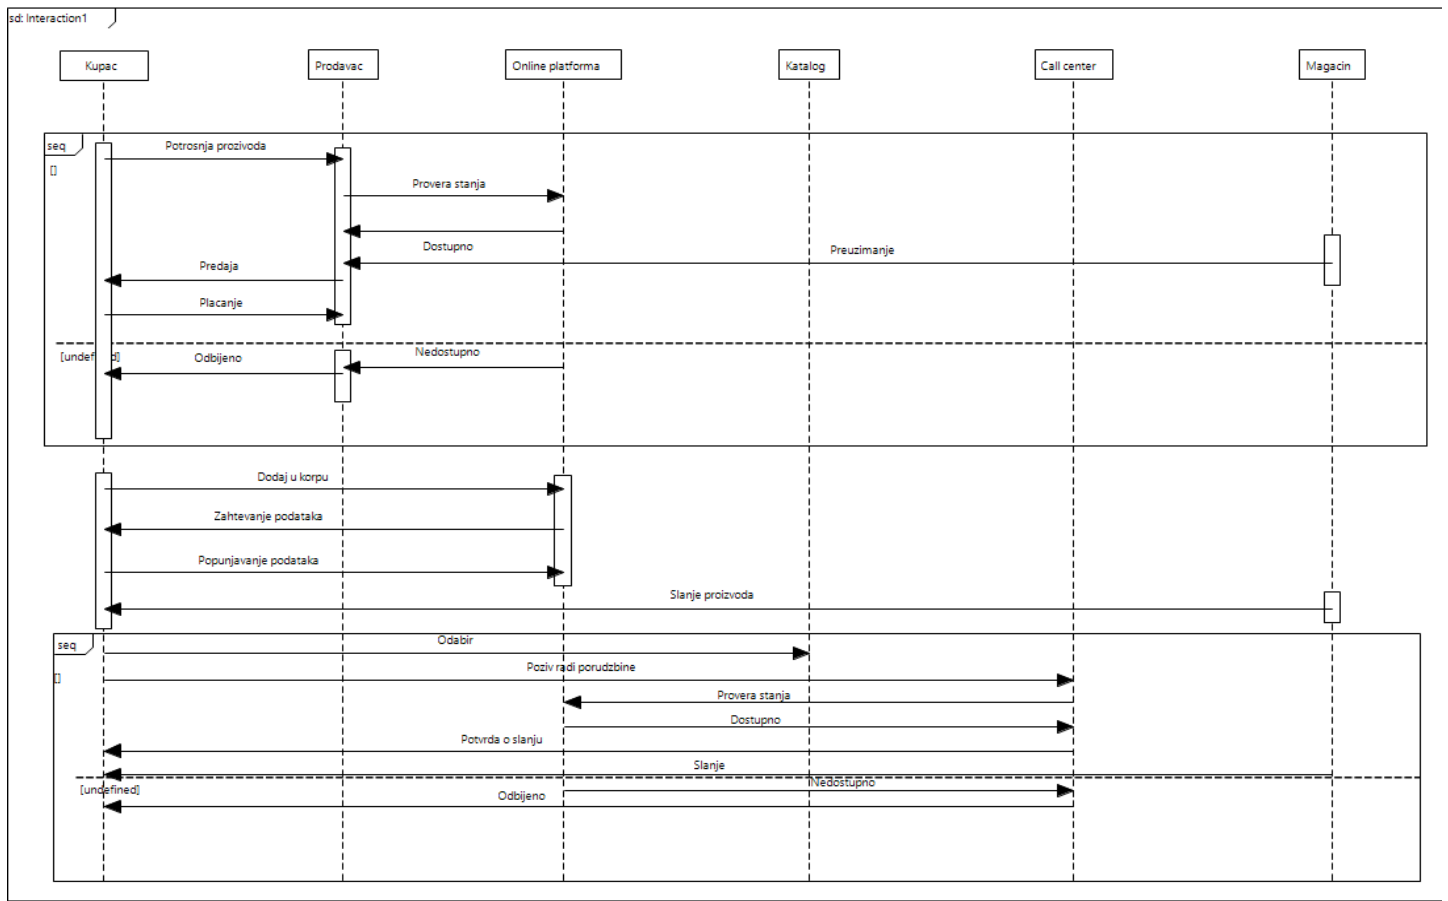 sd: Interaction1
Kupac
Prodavac
Online platforma
Katalog
Call center
Magacin
seq
[]
Potrosnja prozivoda
Provera stanja
Dostupno
Preuzimanje
Predaja
Placanje
[undef d]
Odbijeno
Nedostupno
Dodaj u korpu
Zahtevanje podataka
Popunjavanje podataka
Slanje proizvoda
seq
Odabir
[]
Poziv radi porudzbine
Provera stanja
Dostupno
Potvrda o slanju
Slanje
[undefined]
Nedostupno
Odbijeno